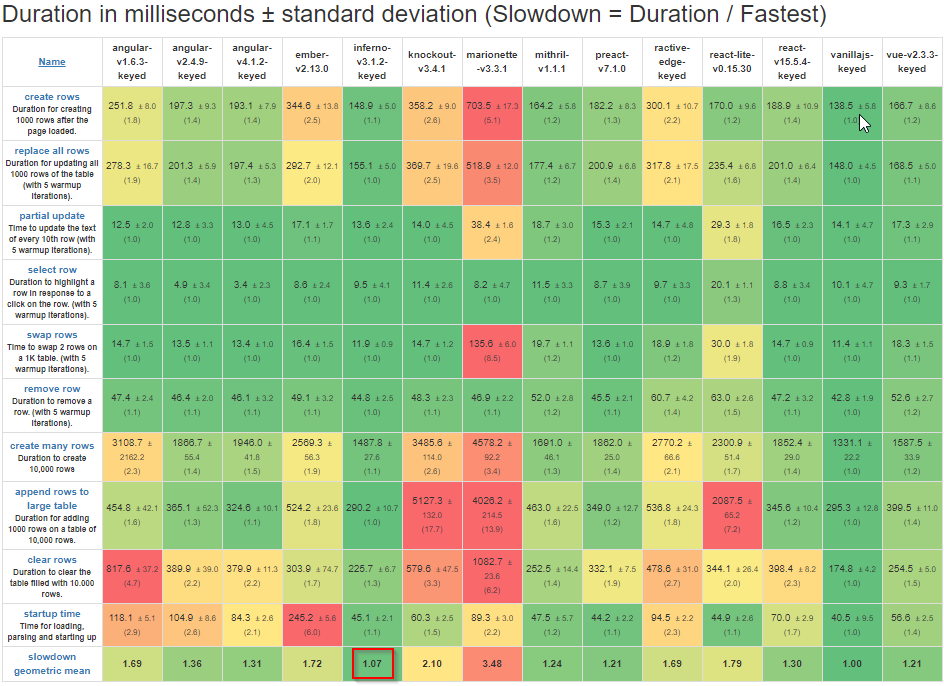 Duration in milliseconds ± standard deviation (Slowdown = Duration / Fastest)
Name
angular-v1.6.3-keyed
angular-v2.4.9-keyed
angular-v4.1.2-keyed
ember-v2.13.0
inferno-v3.1.2-keyed
knockout-v3.4.1
marionette-v3.3.1
mithril-v1.1.1
preact-v7.1.0
ractive-edge-keyed
react-lite-v0.15.30
react-v15.5.4-keyed
vanillajs-keyed
vue-v2.3.3-keyed
create rows
Duration for creating
1000 rows after the
page loaded.
251.8 ± 8.0 197.3 ± 9.3 193.1 ± 7.9 344.6 ± 13.8 148.9 ± 5.0 358.2 ± 9.0 703.5 ± 17.3 164.2 ± 5.8 182.2 ± 8.3 300.1 ± 10.7 170.0 ± 9.6 188.9 ± 10.9 138.5 ± 5.8 166.7 ± 8.6
(1.8) (1.4) (1.4) (2.5) (1.1) (2.6) (5.1) (1.2) (1.3) (2.2) (1.2) (1.4) (1.0) (1.2)
replace all rows
Duration for updating all
1000 rows of the table
(with 5 warmup
iterations).
278.3 ± 16.7 201.3 ± 5.9 197.4 ± 5.3 292.7 ± 12.1 155.1 ± 5.0 369.7 ± 19.6 518.9 ± 12.0 177.4 ± 6.7 200.9 ± 6.6 317.8 ± 17.5 235.4 ± 6.6 201.0 ± 6.4 148.0 ± 4.5 168.5 ± 5.0
(1.9) (1.4) (1.3) (2.0) (1.0) (2.5) (3.5) (1.2) (1.4) (2.1) (1.6) (1.4) (1.0) (1.1)
partial update
Time to update the text
of every 10th row (with
5 warmup iterations).
12.5 ± 2.0 12.8 ± 3.3 13.0 ± 4.5 17.1 ± 1.7 13.6 ± 2.4 14.0 ± 4.5 38.4 ± 1.6 18.7 ± 3.0 15.3 ± 2.1 14.7 ± 4.6 29.3 ± 1.8 16.5 ± 2.3 14.1 ± 4.7 17.3 ± 2.9
(1.0) (1.0) (1.0) (1.1) (1.0) (1.0) (2.4) (1.2) (1.0) (1.0) (1.8) (1.0) (1.0) (1.1)
select row
Duration to highlight a
row in response to a
click on the row. (with 5
warmup iterations).
8.1 ± 3.6 4.9 ± 3.4 3.4 ± 2.3 8.6 ± 2.4 9.5 ± 4.1 11.4 ± 2.6 8.2 ± 4.7 11.5 ± 3.3 8.7 ± 3.9 9.7 ± 3.3 20.1 ± 1.1 8.8 ± 3.4 10.1 ± 4.7 9.3 ± 1.7
(1.0) (1.0) (1.0) (1.0) (1.0) (1.0) (1.0) (1.0) (1.0) (1.0) (1.3) (1.0) (1.0) (1.0)
swap rows
Time to swap 2 rows on
a 1K table. (with 5
warmup iterations).
14.7 ± 1.5 13.5 ± 1.1 13.4 ± 1.0 16.4 ± 1.5 11.9 ± 0.9 14.7 ± 1.2 135.6 ± 6.0 19.7 ± 1.1 13.6 ± 1.0 18.9 ± 1.8 30.0 ± 1.8 14.7 ± 0.9 11.4 ± 1.1 18.3 ± 1.5
(1.0) (1.0) (1.0) (1.0) (1.0) (1.0) (8.5) (1.2) (1.0) (1.2) (1.9) (1.0) (1.0) (1.1)
remove row
Duration to remove a
row. (with 5 warmup
iterations).
47.4 ± 2.4 46.4 ± 2.0 46.1 ± 3.2 49.1 ± 3.2 44.8 ± 2.5 48.3 ± 2.3 46.9 ± 2.2 52.0 ± 2.8 45.5 ± 2.1 60.7 ± 4.2 63.0 ± 2.6 47.2 ± 3.2 42.8 ± 1.9 52.6 ± 2.7
(1.1) (1.1) (1.1) (1.1) (1.0) (1.1) (1.1) (1.2) (1.1) (1.4) (1.5) (1.1) (1.0) (1.2)
create many rows
Duration to create
10,000 rows
3108.7 ± 1866.7 ± 1946.0 ± 2569.3 ± 1487.8 ± 3485.6 ± 4578.2 ± 1691.0 ± 1862.0 ± 2770.2 ± 2300.9 ± 1852.4 ± 1331.1 ± 1587.5 ±
2162.2 55.4 41.8 56.3 27.6 114.0 92.2 46.1 25.0 66.6 51.4 29.0 22.2 33.9
(2.3) (1.4) (1.5) (1.9) (1.1) (2.6) (3.4) (1.3) (1.4) (2.1) (1.7) (1.4) (1.0) (1.2)
append rows to
large table
Duration for adding
1000 rows on a table of
10,000 rows.
454.8 ± 42.1 365.1 ± 52.3 324.6 ± 10.1 524.2 ± 23.6 290.2 ± 10.7 5127.3 ± 132.0 4026.2 ± 214.5 463.0 ± 22.5 349.0 ± 12.7 536.8 ± 24.3 2087.5 ± 65.2 345.6 ± 10.4 295.3 ± 12.8 399.5 ± 11.0
(1.6) (1.3) (1.1) (1.8) (1.0) (17.7) (13.9) (1.6) (1.2) (1.8) (7.2) (1.2) (1.0) (1.4)
clear rows
Duration to clear the
table filled with 10.000
rows.
817.6 ± 37.2 389.9 ± 39.0 379.9 ± 11.3 303.9 ± 74.7 225.7 ± 6.7 579.6 ± 47.5 1082.7 ± 23.6 252.5 ± 14.4 332.1 ± 7.5 478.6 ± 31.0 344.1 ± 26.4 398.4 ± 8.2 174.8 ± 4.2 254.5 ± 5.0
(4.7) (2.2) (2.2) (1.7) (1.3) (3.3) (6.2) (1.4) (1.9) (2.7) (2.0) (2.3) (1.0) (1.5)
startup time
Time for loading,
parsing and starting up
118.1 ± 5.1 104.9 ± 8.6 84.3 ± 2.6 245.2 ± 5.6 45.1 ± 2.1 60.3 ± 2.5 89.3 ± 3.0 47.5 ± 5.7 44.2 ± 2.2 94.5 ± 2.2 44.9 ± 2.6 70.0 ± 2.9 40.5 ± 9.5 56.6 ± 2.5
(2.9) (2.6) (2.1) (6.0) (1.1) (1.5) (2.2) (1.2) (1.1) (2.3) (1.1) (1.7) (1.0) (1.4)
slowdown
geometric mean
1.69 1.36 1.31 1.72 1.07 2.10 3.48 1.24 1.21 1.69 1.79 1.30 1.00 1.21